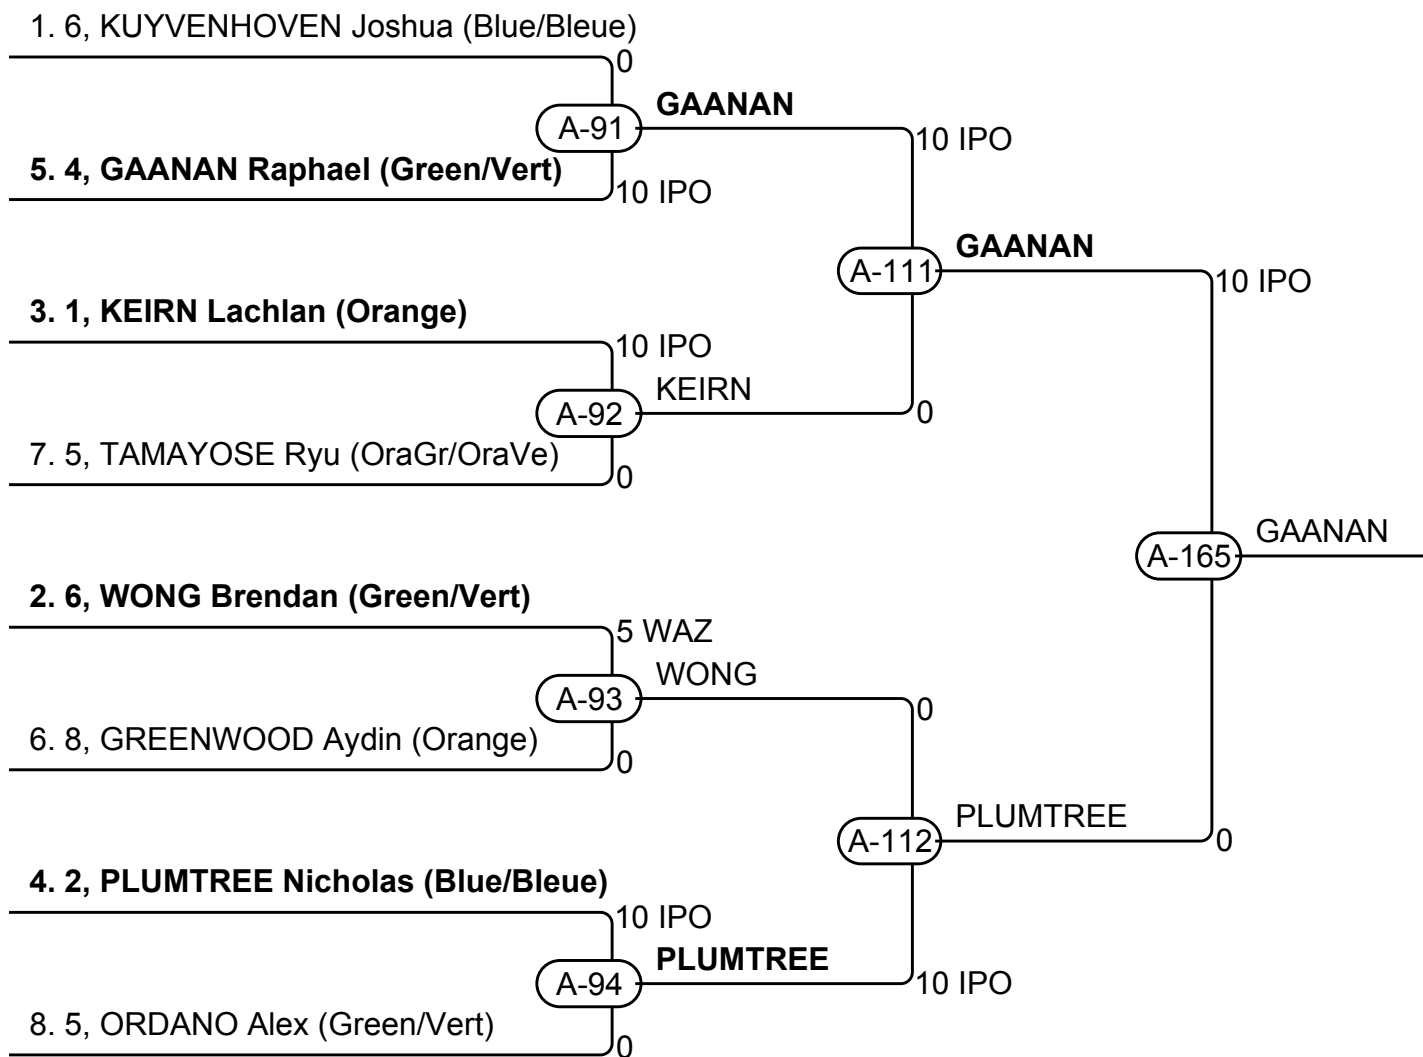 1. 6, KUYVENHOVEN Joshua (Blue/Bleue)
0
A-91
GAANAN
10 IPO
5. 4, GAANAN Raphael (Green/Vert)
10 IPO
A-111
GAANAN
10 IPO
3. 1, KEIRN Lachlan (Orange)
10 IPO
A-92
KEIRN
0
7. 5, TAMAYOSE Ryu (OraGr/OraVe)
0
A-165
GAANAN
2. 6, WONG Brendan (Green/Vert)
5 WAZ
A-93
WONG
0
6. 8, GREENWOOD Aydin (Orange)
0
A-112
PLUMTREE
0
4. 2, PLUMTREE Nicholas (Blue/Bleue)
10 IPO
A-94
PLUMTREE
10 IPO
8. 5, ORDANO Alex (Green/Vert)
0